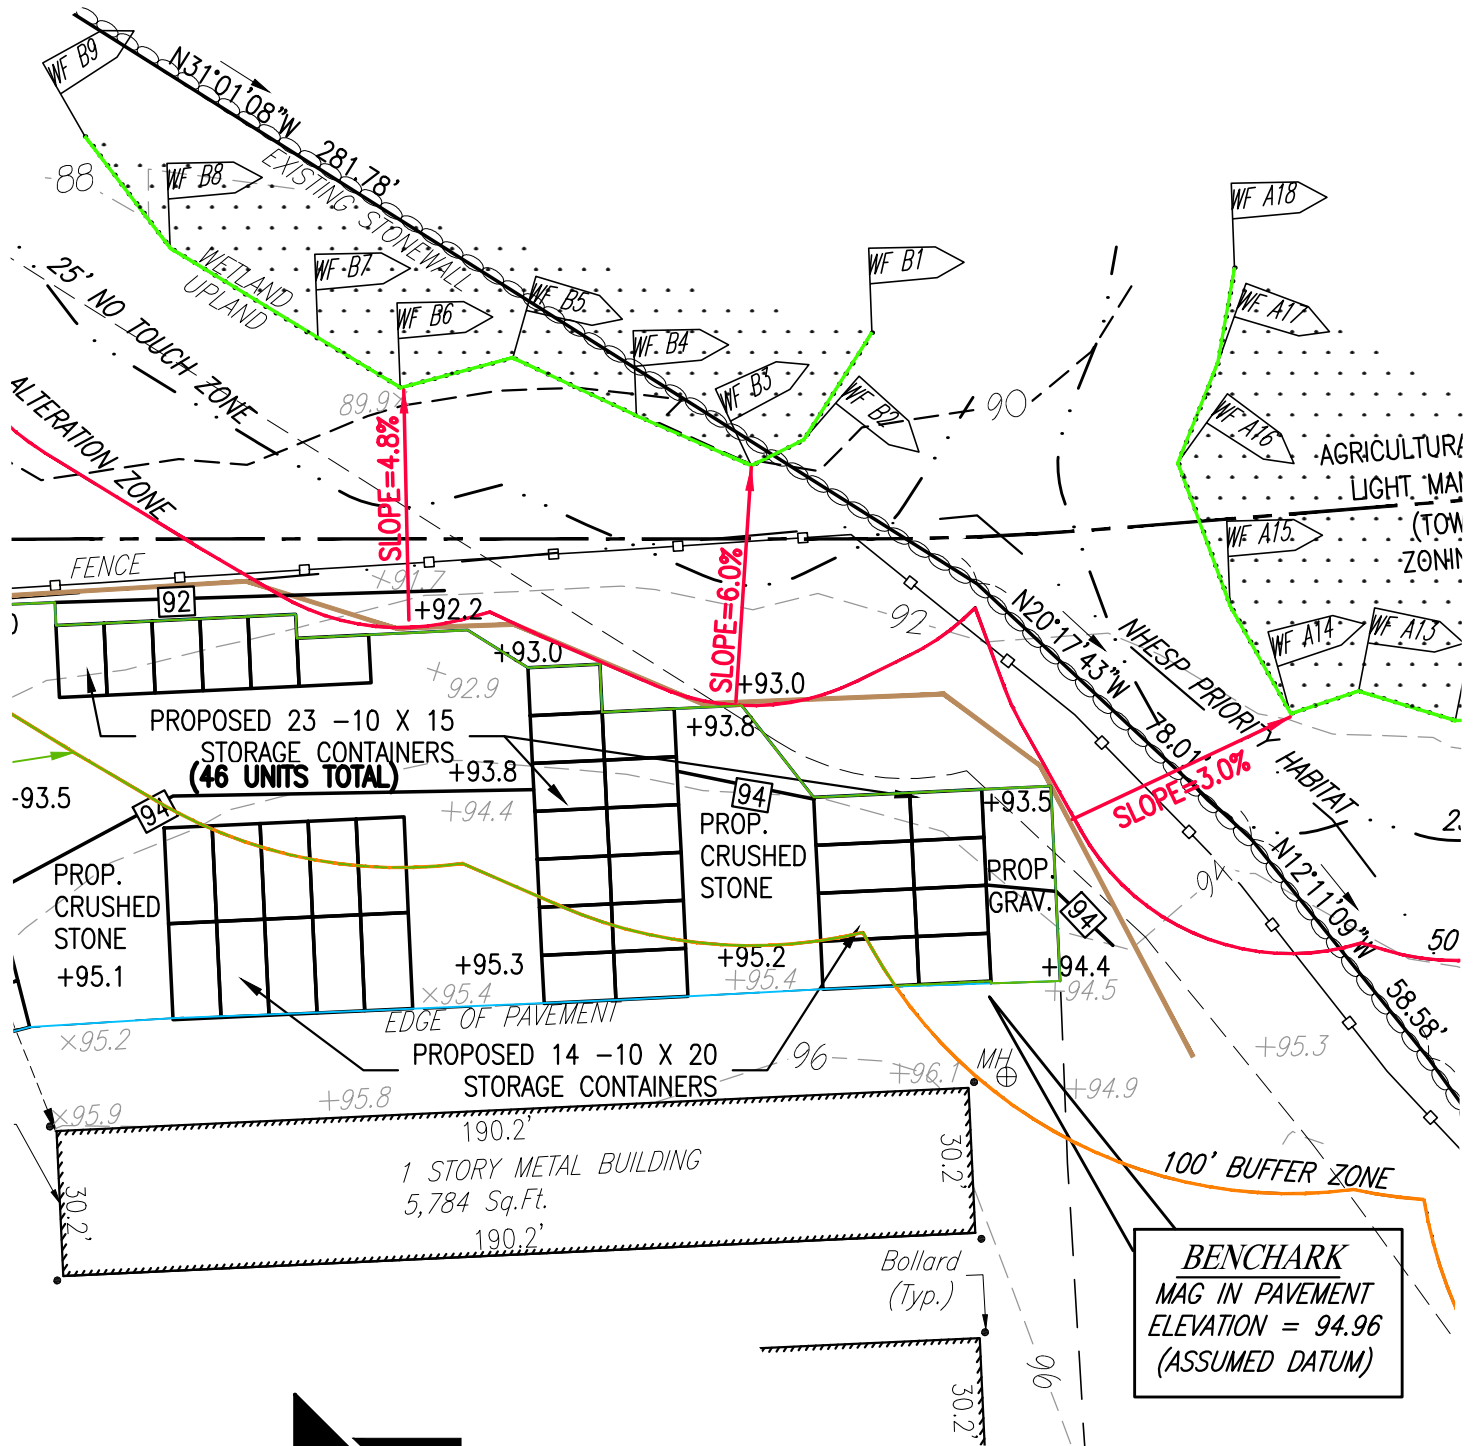 WF B9
N31°01'08"W
281.78'
EXISTING STONEWALL
88
WF B8
WF B7
WETLAND
UPLAND
WF B6
WF B5
WF B4
WF B3
WF B1
WF A18
WF A17
WF A16
90
25' NO TOUCH ZONE
89.9
ALTERATION ZONE
SLOPE=4.8%
SLOPE=6.0%
WF A15
WF A14
WF A13
FENCE
92
+91.7
+92.2
92
N20°17'43"W
78.01'
NHESP PRIORITY HABITAT
+93.0
+92.9
+93.0
PROPOSED 23 -10 X 15
STORAGE CONTAINERS
(46 UNITS TOTAL)
+93.8
+93.8
SLOPE=3.0%
-93.5
94
+94.4
94
+93.5
PROP.
CRUSHED
STONE
PROP.
CRUSHED
STONE
PROP.
GRAV.
94
94
N12°11'09"W
58.58'
50
+95.1
+95.3
×95.4
+95.2
+95.4
+94.4
+94.5
EDGE OF PAVEMENT
×95.2
PROPOSED 14 -10 X 20
STORAGE CONTAINERS
96
+96.1
MH
+95.3
+94.9
×95.9
+95.8
190.2'
1 STORY METAL BUILDING
5,784 Sq.Ft.
190.2'
30.2'
30.2'
100' BUFFER ZONE
Bollard
(Typ.)
BENCHARK
MAG IN PAVEMENT
ELEVATION = 94.96
(ASSUMED DATUM)
96
30.2'